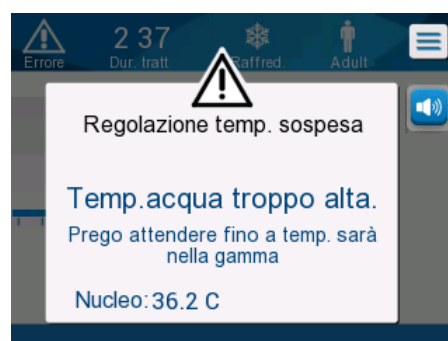 2 37
Errore Dur. tratt Raffred. Adult
Regolazione temp. sospesa
Temp.acqua troppo alta.
Prego attendere fino a temp. sarà
nella gamma
Nucleo: 36.2 C